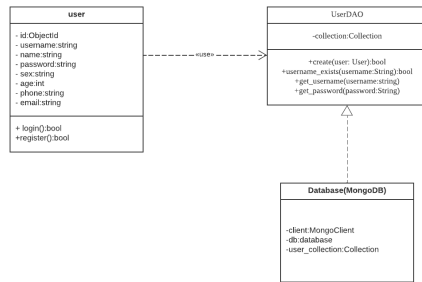 user
- id:ObjectId
- username:string
- name:string
- password:string
- sex:string
- age:int
- phone:string
- email:string
+ login():bool
+register():bool
«use»
UserDAO
-collection:Collection
+create(user: User):bool
+username_exists(username:String):bool
+get_username(username:string)
+get_password(password:String)
Database(MongoDB)
-client:MongoClient
-db:database
-user_collection:Collection